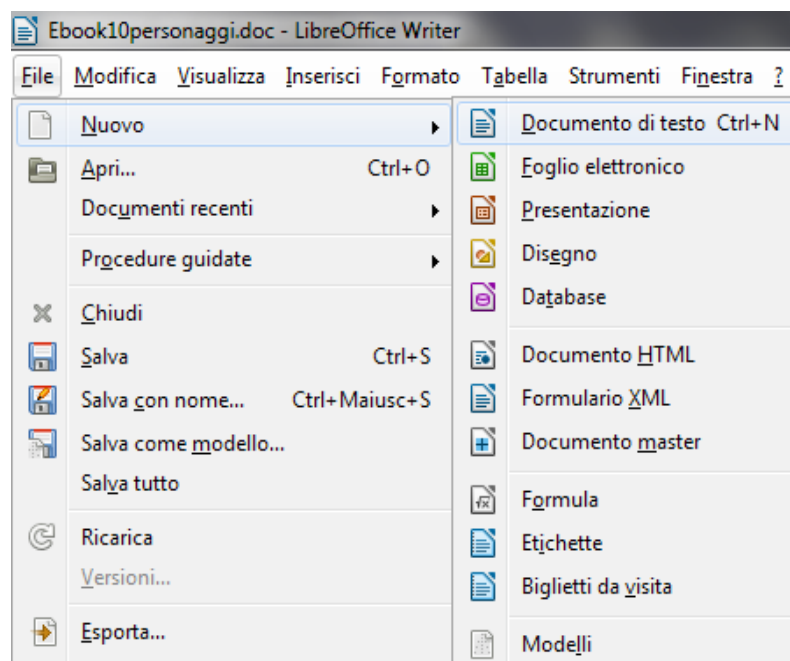 Ebook10personaggi.doc - LibreOffice Writer
File Modifica Visualizza Inserisci Formato Tabella Strumenti Finestra ?
Nuovo
Apri... Ctrl+O
Documenti recenti
Procedure guidate
Chiudi
Salva Ctrl+S
Salva con nome... Ctrl+Maiusc+S
Salva come modello...
Salva tutto
Ricarica
Versioni...
Esporta...
Documento di testo Ctrl+N
Foglio elettronico
Presentazione
Disegno
Database
Documento HTML
Formulario XML
Documento master
Formula
Etichette
Biglietti da visita
Modelli